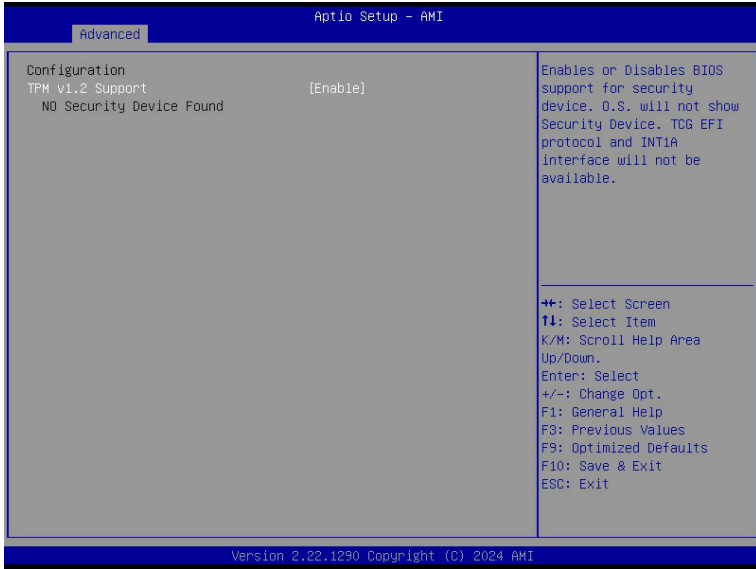 Aptio Setup – AMI
Advanced
Configuration
TPM v1.2 Support [Enable]
NO Security Device Found
Enables or Disables BIOS
support for security
device. O.S. will not show
Security Device. TCG EFI
protocol and INT1A
interface will not be
available.
→←: Select Screen
↑↓: Select Item
K/M: Scroll Help Area
Up/Down.
Enter: Select
+/-: Change Opt.
F1: General Help
F3: Previous Values
F9: Optimized Defaults
F10: Save & Exit
ESC: Exit
Version 2.22.1290 Copyright (C) 2024 AMI